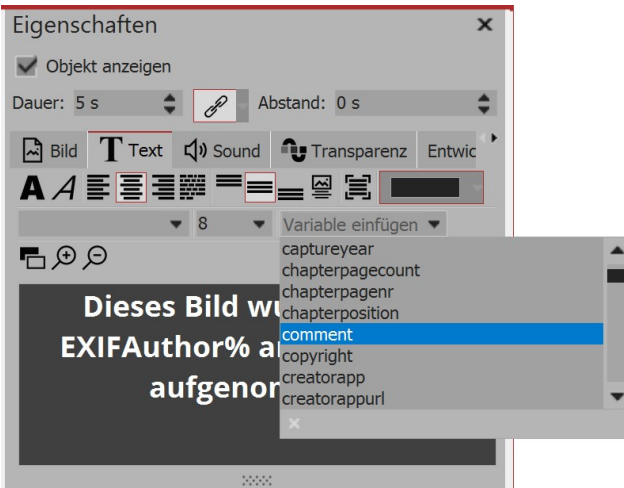 Eigenschaften
Objekt anzeigen
Dauer: 5 s Abstand: 0 s
Bild Text Sound Transparenz Entwic
8 Variable einfügen
captureyear
chapterpagecount
chapterpagenr
chapterposition
comment
copyright
creatorapp
creatorappurl
Dieses Bild wu
EXIFAuthor% a
aufgenor